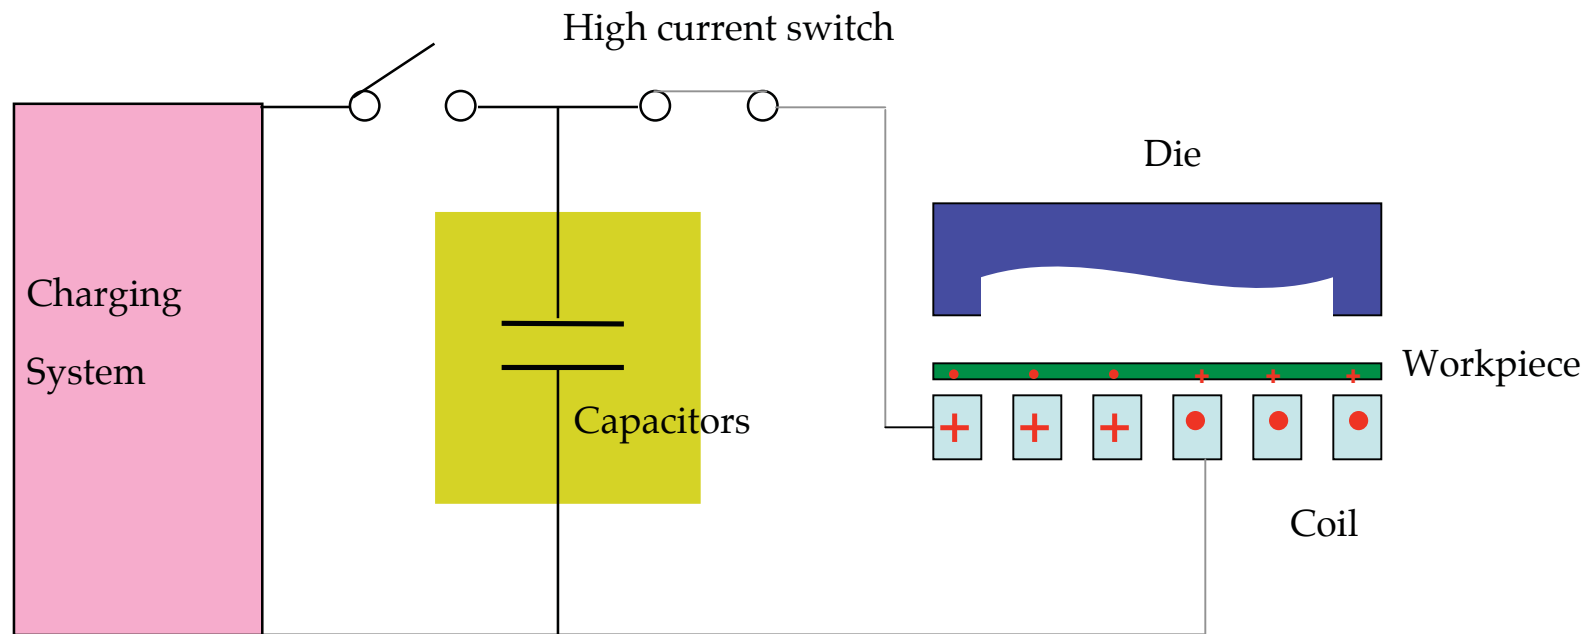 High current switch
Die
Charging
System
Workpiece
Capacitors
Coil